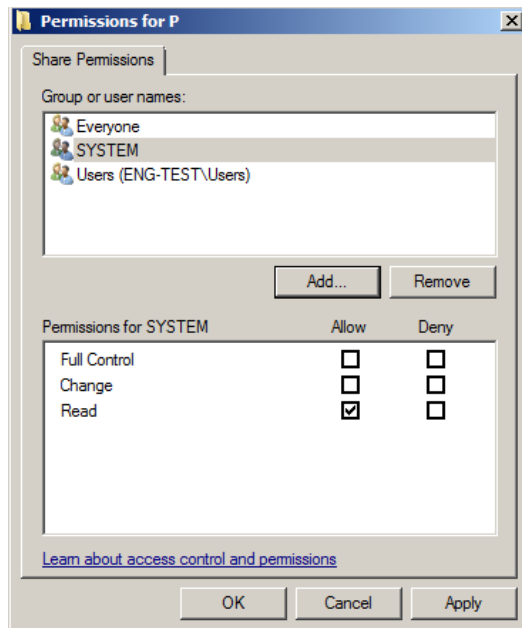 Permissions for P
Share Permissions
Group or user names:
Everyone
SYSTEM
Users (ENG-TEST\Users)
Add... Remove
Permissions for SYSTEM Allow Deny
Full Control
Change
Read
Learn about access control and permissions
OK Cancel Apply